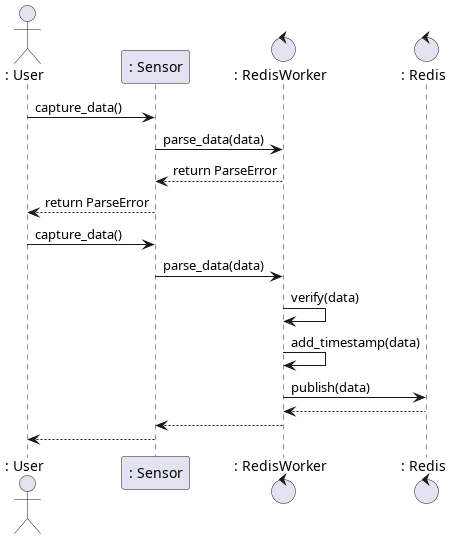 : User
: Sensor
: RedisWorker
: Redis
capture_data()
parse_data(data)
return ParseError
return ParseError
capture_data()
parse_data(data)
verify(data)
add_timestamp(data)
publish(data)
: User
: Sensor
: RedisWorker
: Redis